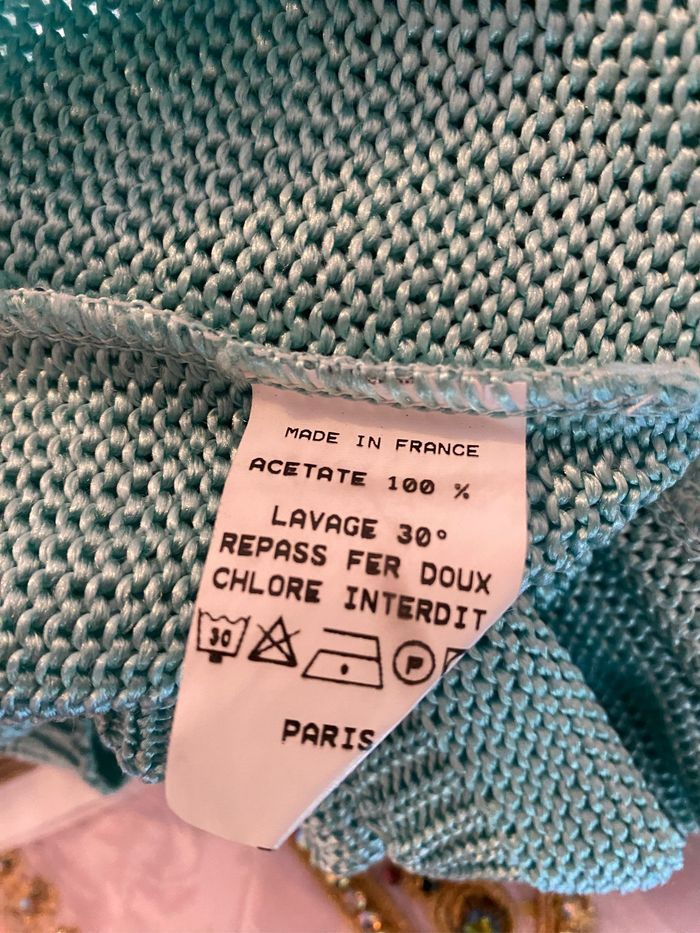 MADE IN FRANCE
ACETATE 100 %
LAVAGE 30°
REPASS FER DOUX
CHLORE INTERDIT
30 P
PARIS